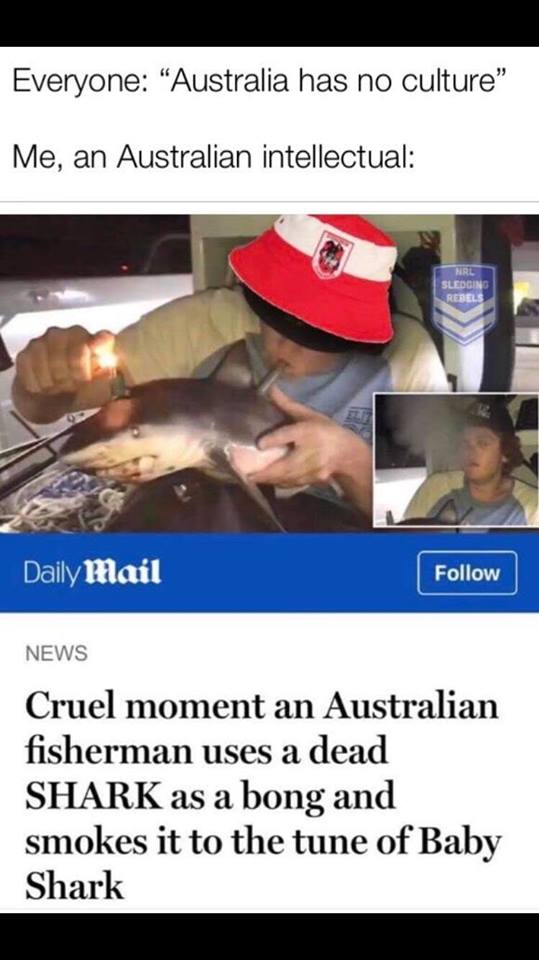 Everyone: “Australia has no culture”
Me, an Australian intellectual:
NRL
SLEDGING
REBELS
Daily Mail
Follow
NEWS
Cruel moment an Australian
fisherman uses a dead
SHARK as a bong and
smokes it to the tune of Baby
Shark